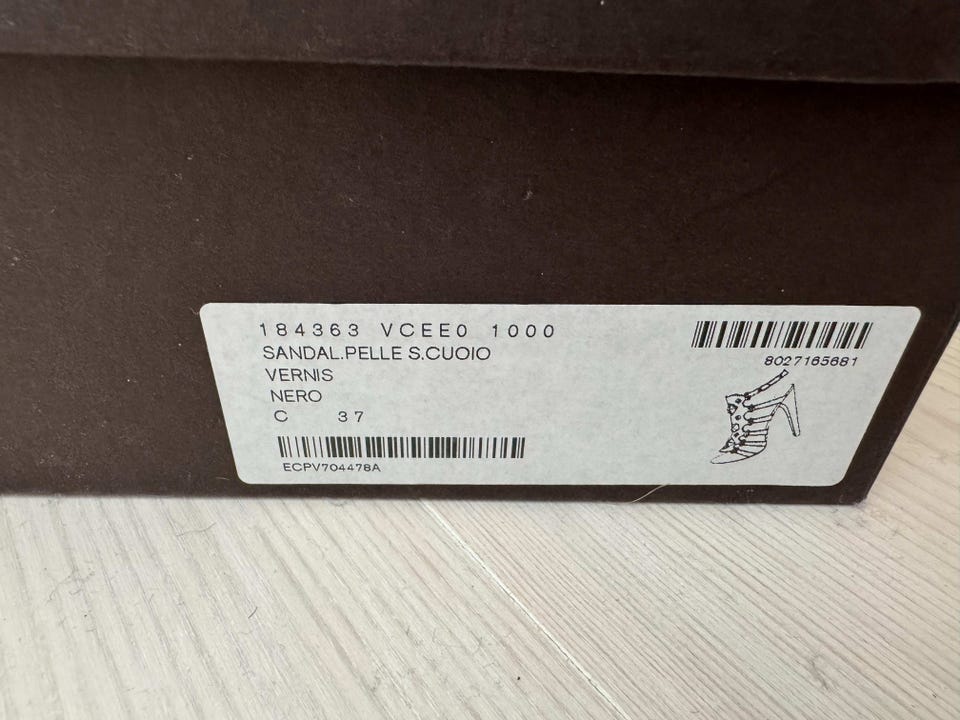 184363 VCEE0 1000
SANDAL.PELLE S.CUOIO
VERNIS
NERO
C 37
ECPV704478A
8027165681